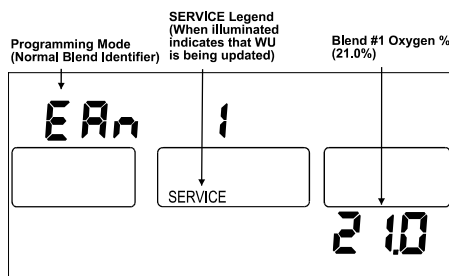 SERVICE Legend
(When illuminated
indicates that WU
is being updated)
Programming Mode
(Normal Blend Identifier)
Blend #1 Oxygen %
(21.0%)
EAn 1
SERVICE
21.0